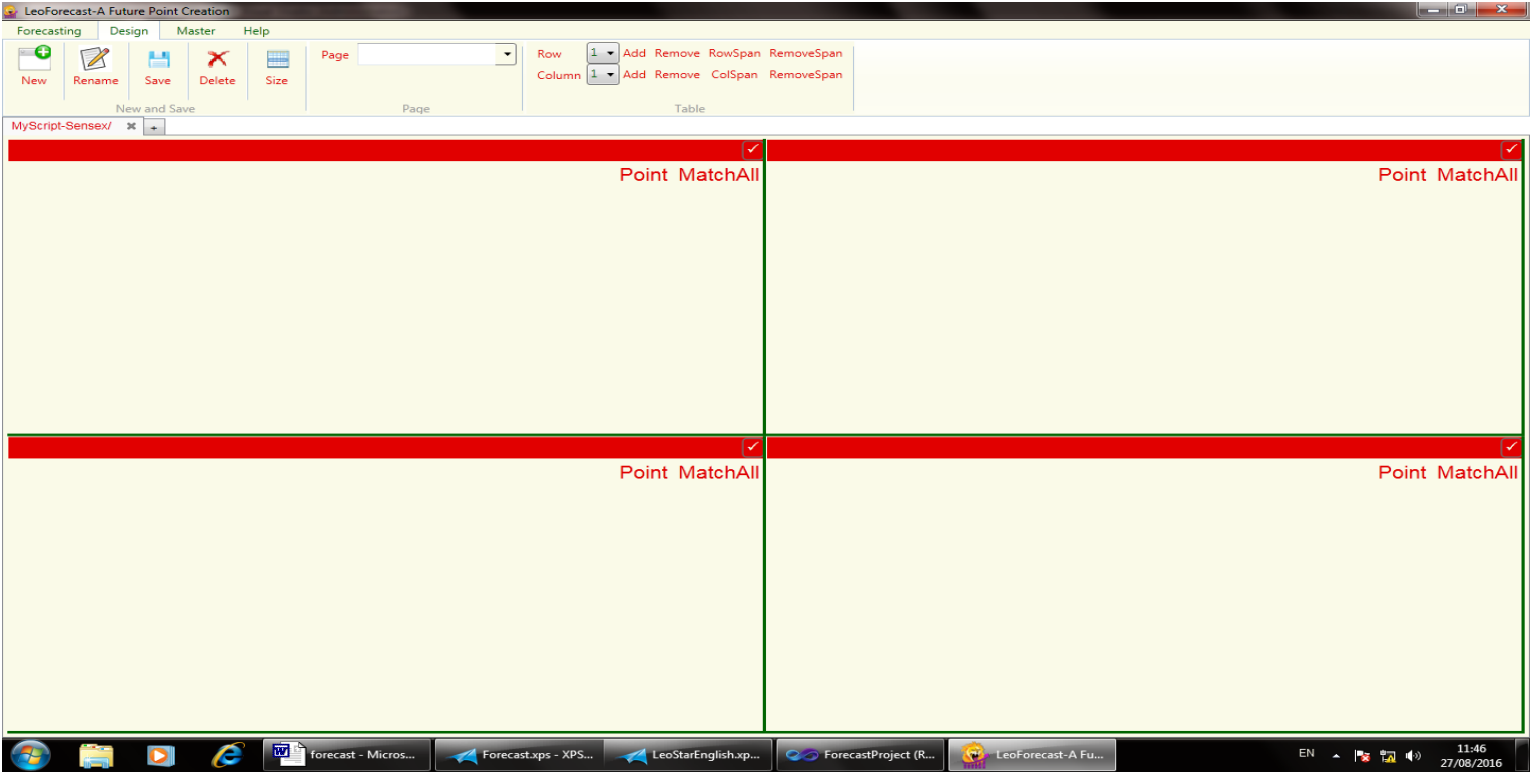 LeoForecast-A Future Point Creation
Forecasting Design Master Help
New Rename Save Delete Size
New and Save
Page
Page
Row 1 Add Remove RowSpan RemoveSpan
Column 1 Add Remove ColSpan RemoveSpan
Table
MyScript-Sensex/ +
Point MatchAll
Point MatchAll
Point MatchAll
Point MatchAll
forecast - Micros... Forecast.xps - XPS... LeoStarEnglish.xp... ForecastProject (R... LeoForecast-A Fu... EN 11:46
27/08/2016